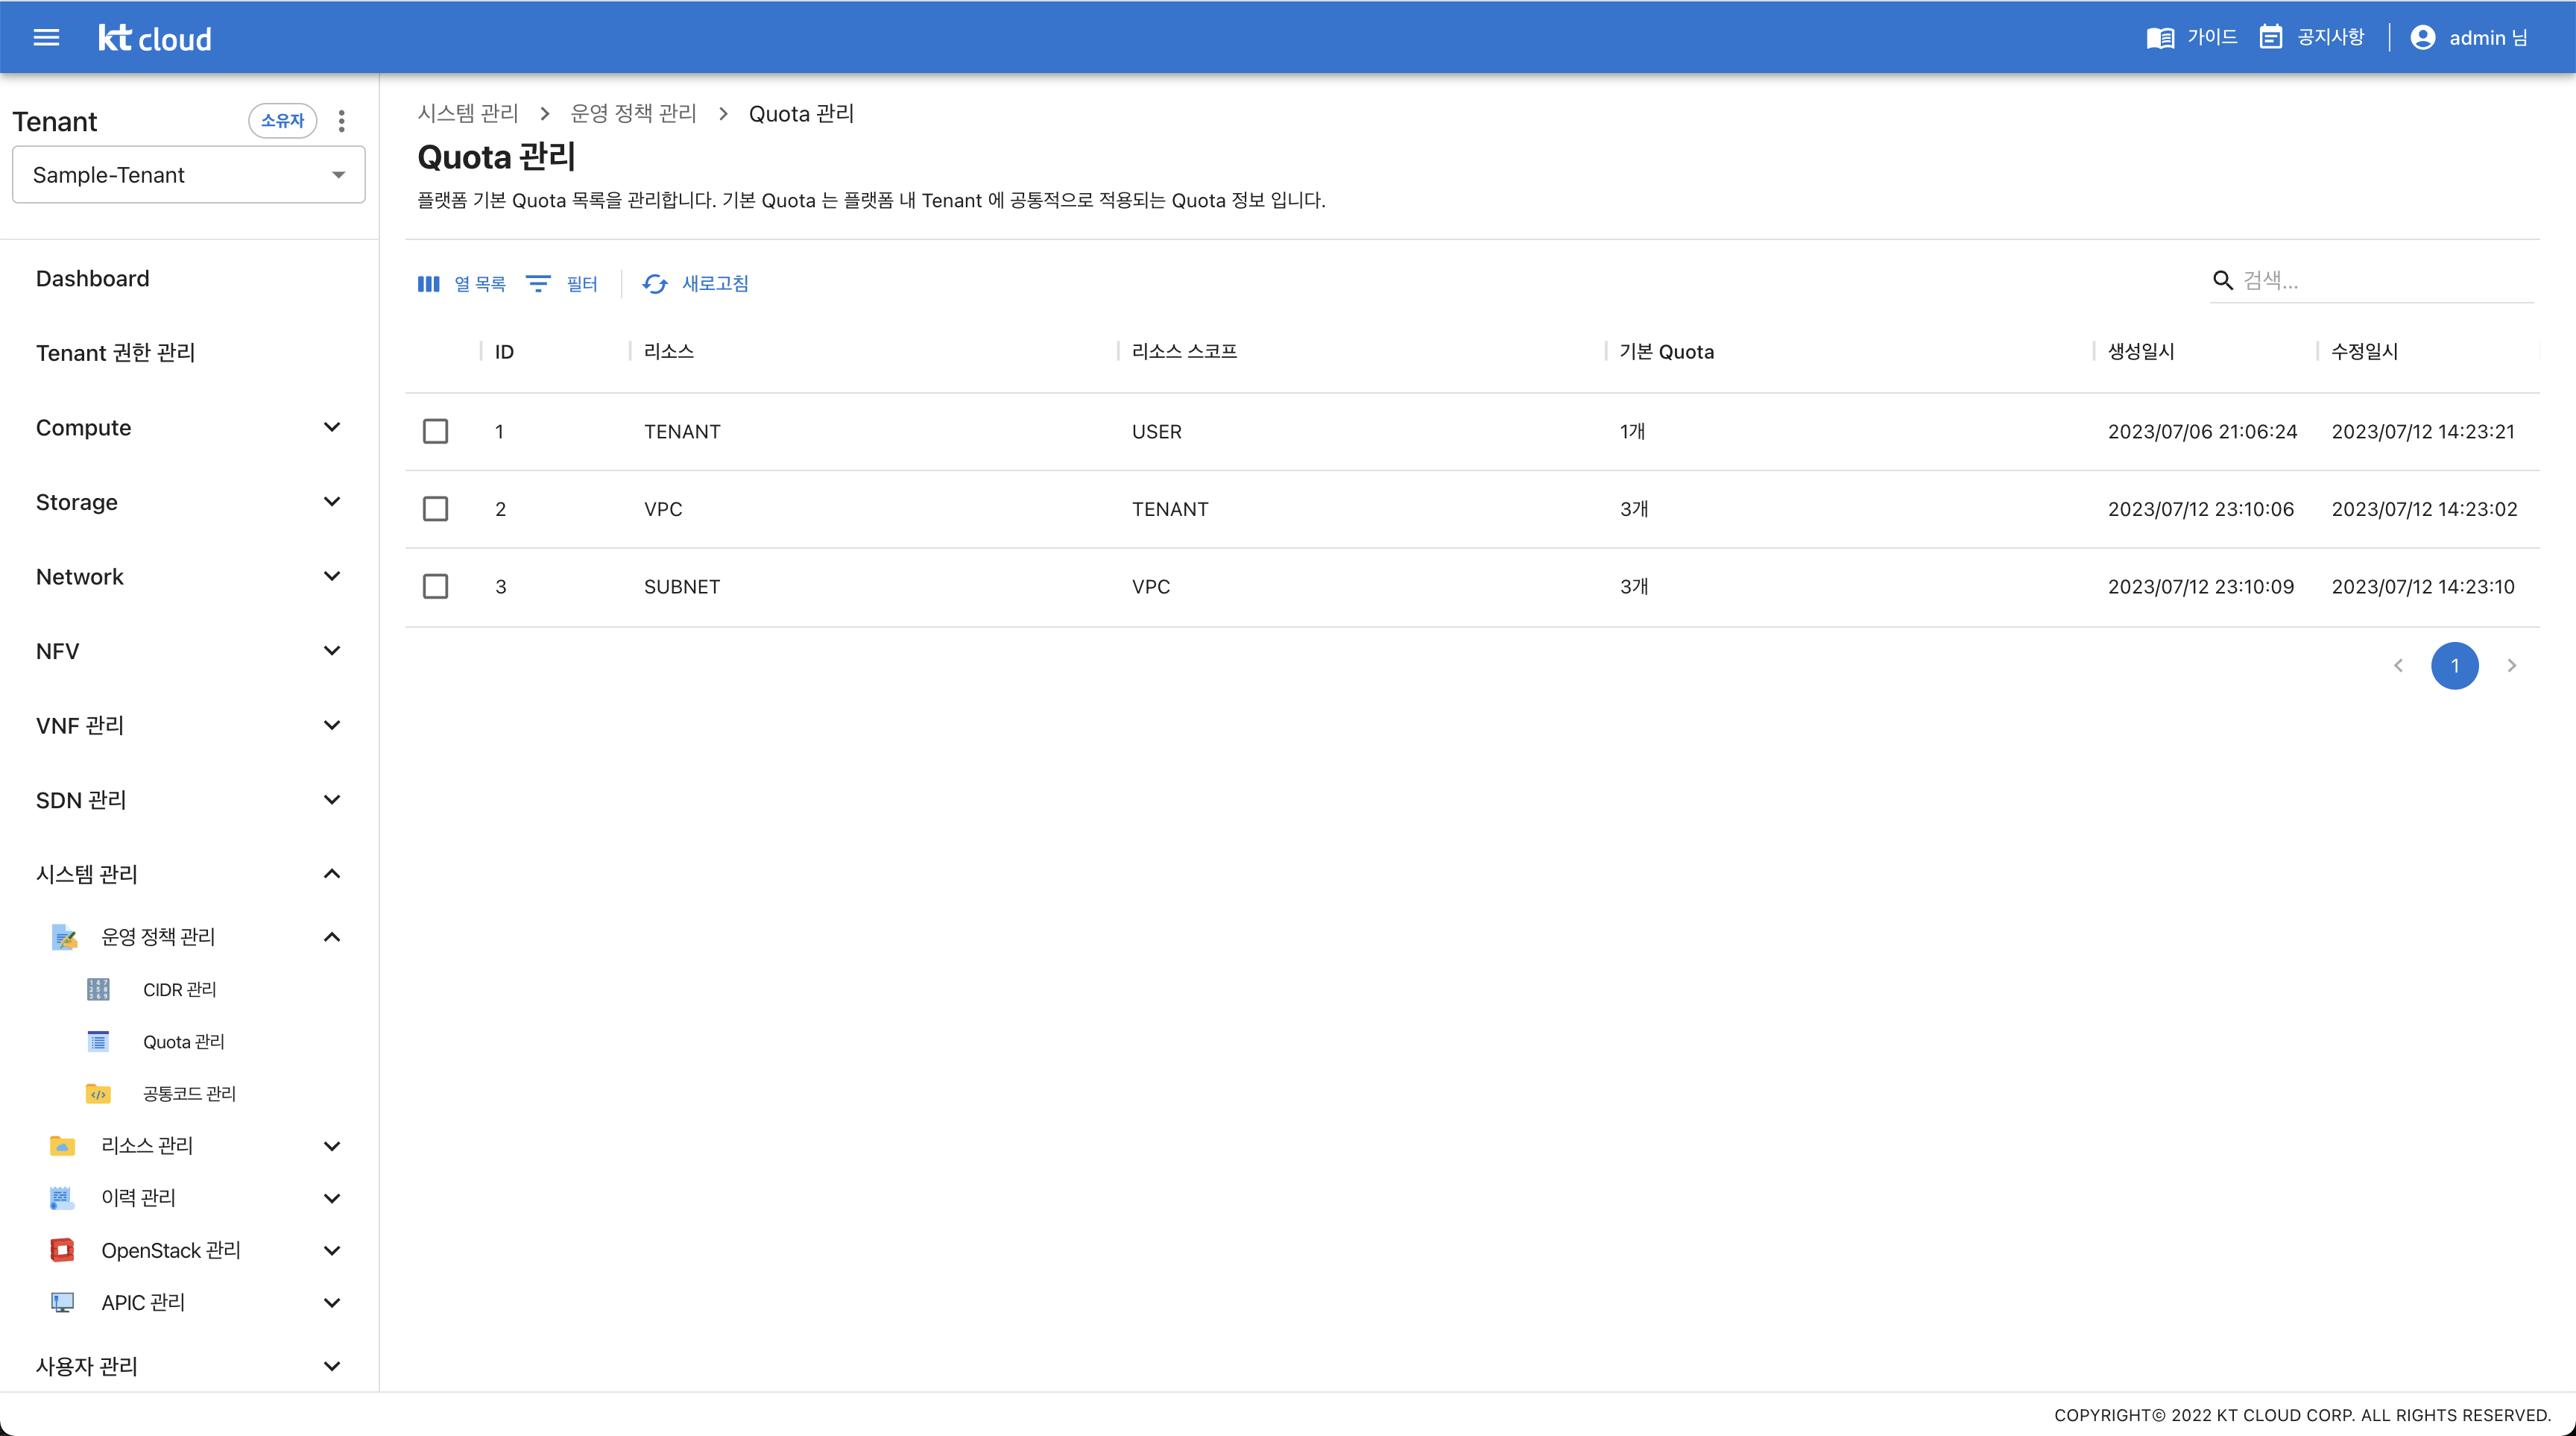 kt cloud
가이드
공지사항
admin 님
Tenant
소유자
Sample-Tenant
Dashboard
Tenant 권한 관리
Compute
Storage
Network
NFV
VNF 관리
SDN 관리
시스템 관리
운영 정책 관리
CIDR 관리
Quota 관리
공통코드 관리
리소스 관리
이력 관리
OpenStack 관리
APIC 관리
사용자 관리
시스템 관리 > 운영 정책 관리 > Quota 관리
Quota 관리
플랫폼 기본 Quota 목록을 관리합니다. 기본 Quota 는 플랫폼 내 Tenant 에 공통적으로 적용되는 Quota 정보 입니다.
열 목록 필터 새로고침 검색...
ID 리소스 리소스 스코프 기본 Quota 생성일시 수정일시
1 TENANT USER 1개 2023/07/06 21:06:24 2023/07/12 14:23:21
2 VPC TENANT 3개 2023/07/12 23:10:06 2023/07/12 14:23:02
3 SUBNET VPC 3개 2023/07/12 23:10:09 2023/07/12 14:23:10
1
COPYRIGHT© 2022 KT CLOUD CORP. ALL RIGHTS RESERVED.